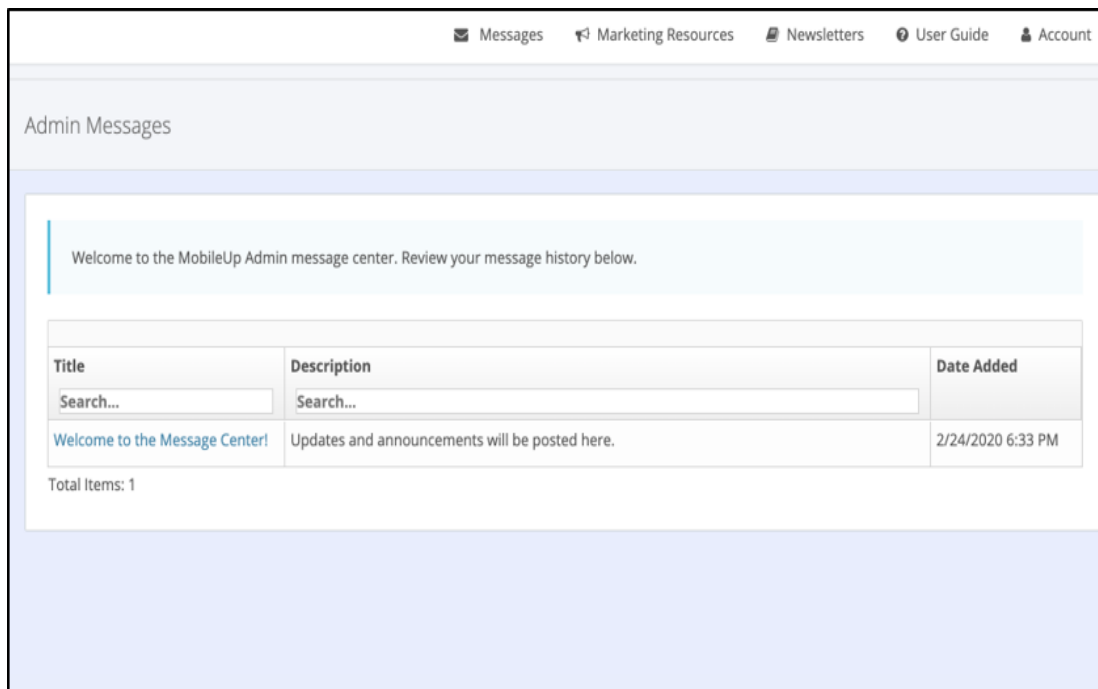 Messages Marketing Resources Newsletters User Guide Account
Admin Messages
Welcome to the MobileUp Admin message center. Review your message history below.
Title Description Date Added
Search... Search...
Welcome to the Message Center! Updates and announcements will be posted here. 2/24/2020 6:33 PM
Total Items: 1